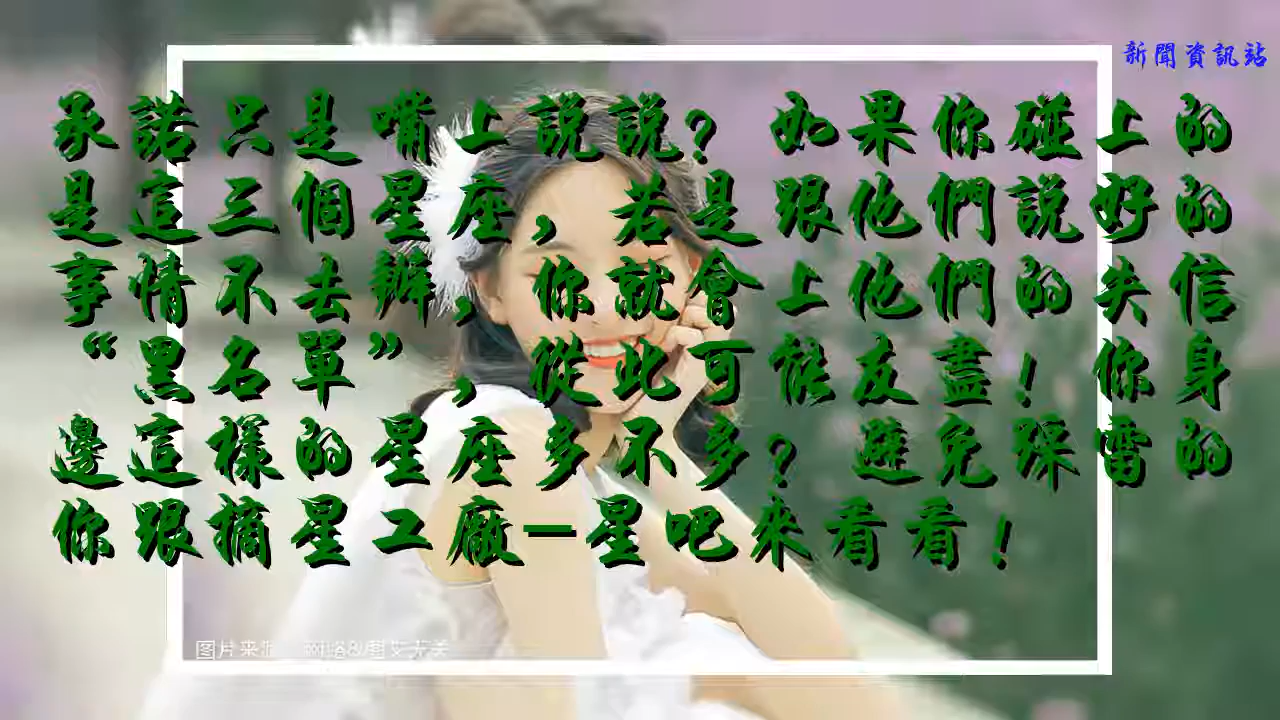 新聞資訊站
承諾只是嘴上說說？如果你碰上的
是這三個星座，若是跟他們說好的
事情不去辦，你就會上他們的失信
“黑名單”，從此可能友盡！你身
邊這樣的星座多不多？避免踩雷的
你跟摘星工廠—星吧來看看！
图片来源